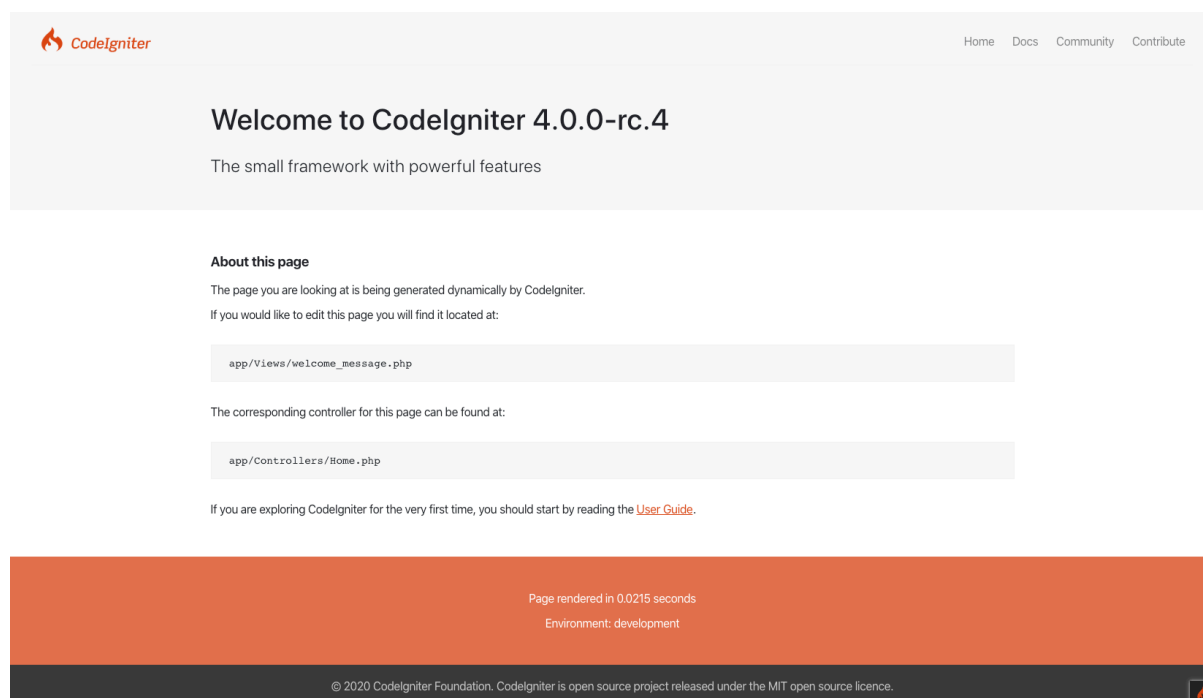 CodeIgniter
Home Docs Community Contribute
Welcome to CodeIgniter 4.0.0-rc.4
The small framework with powerful features
About this page
The page you are looking at is being generated dynamically by CodeIgniter.
If you would like to edit this page you will find it located at:
app/Views/welcome_message.php
The corresponding controller for this page can be found at:
app/Controllers/Home.php
If you are exploring CodeIgniter for the very first time, you should start by reading the User Guide.
Page rendered in 0.0215 seconds
Environment: development
© 2020 CodeIgniter Foundation. CodeIgniter is open source project released under the MIT open source licence.